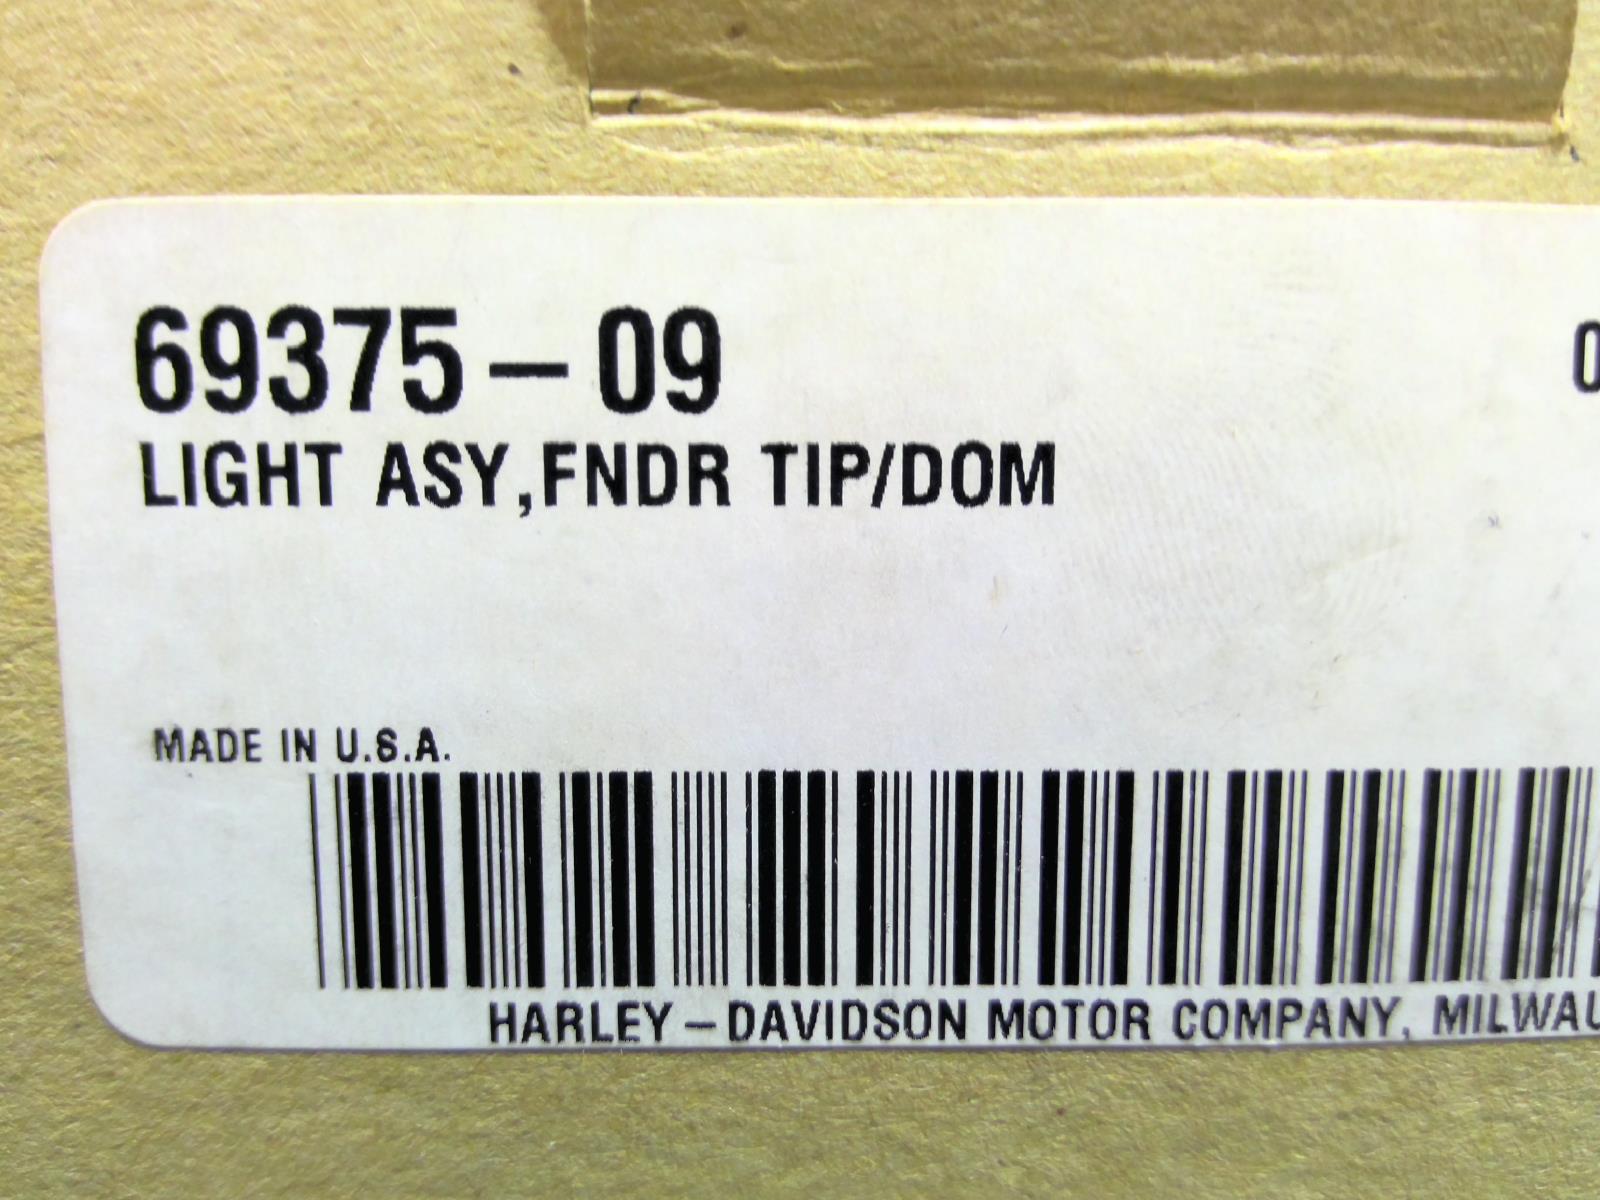 69375-09
LIGHT ASY,FNDR TIP/DOM
MADE IN U.S.A.
HARLEY-DAVIDSON MOTOR COMPANY,